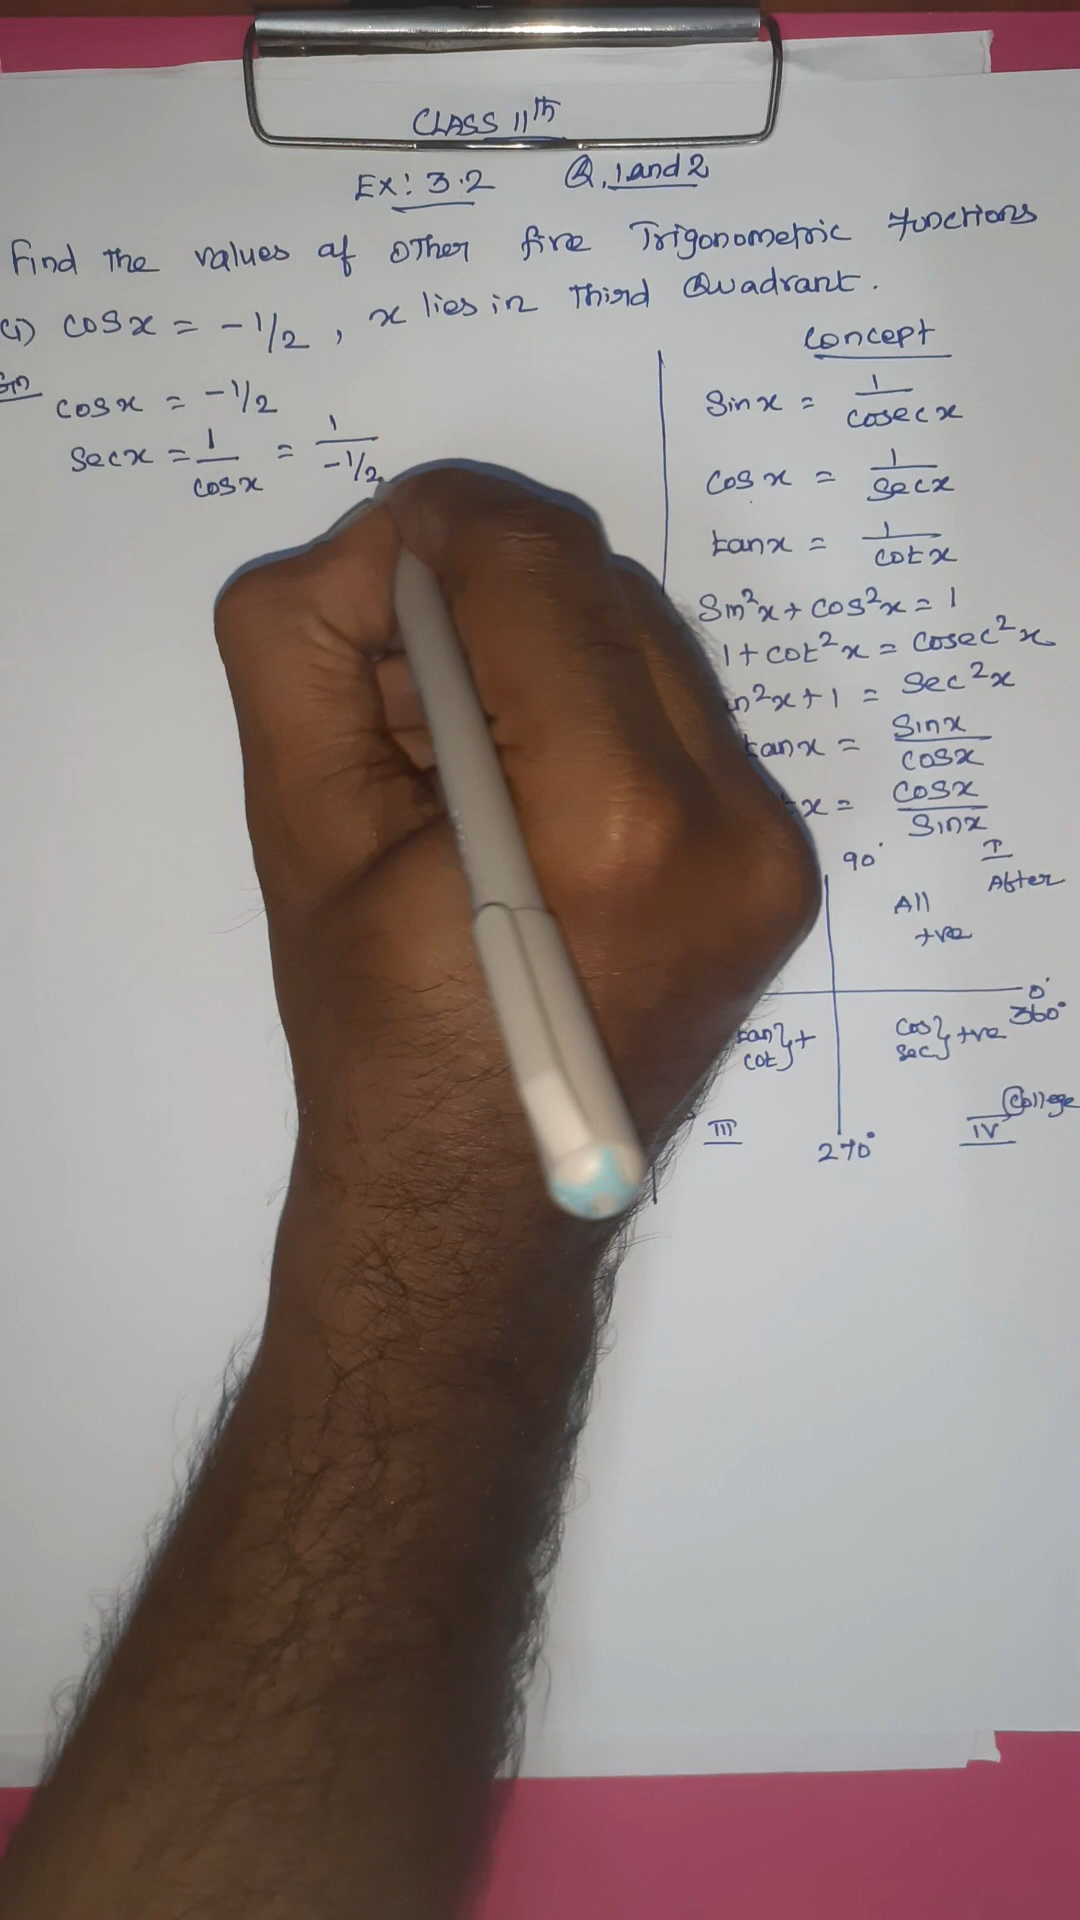 CLASS 11th
Ex: 3.2 Q. 1 and 2
Find the values of other five Trigonometric functions
(i) cos x = -1/2, x lies in Third Quadrant.
Concept
cos x = -1/2
sec x = 1/cos x = 1/-1/2
Sin x = 1/cosec x
cos x = 1/sec x
tan x = 1/cot x
Sin²x + cos²x = 1
1 + cot²x = cosec²x
n²x + 1 = sec²x
tan x = sin x/cos x
x = cos x/sin x
90°
I
After
All
+ve
0°
360°
tan} +
cot
cos} +ve
sec
College
III
IV
270°